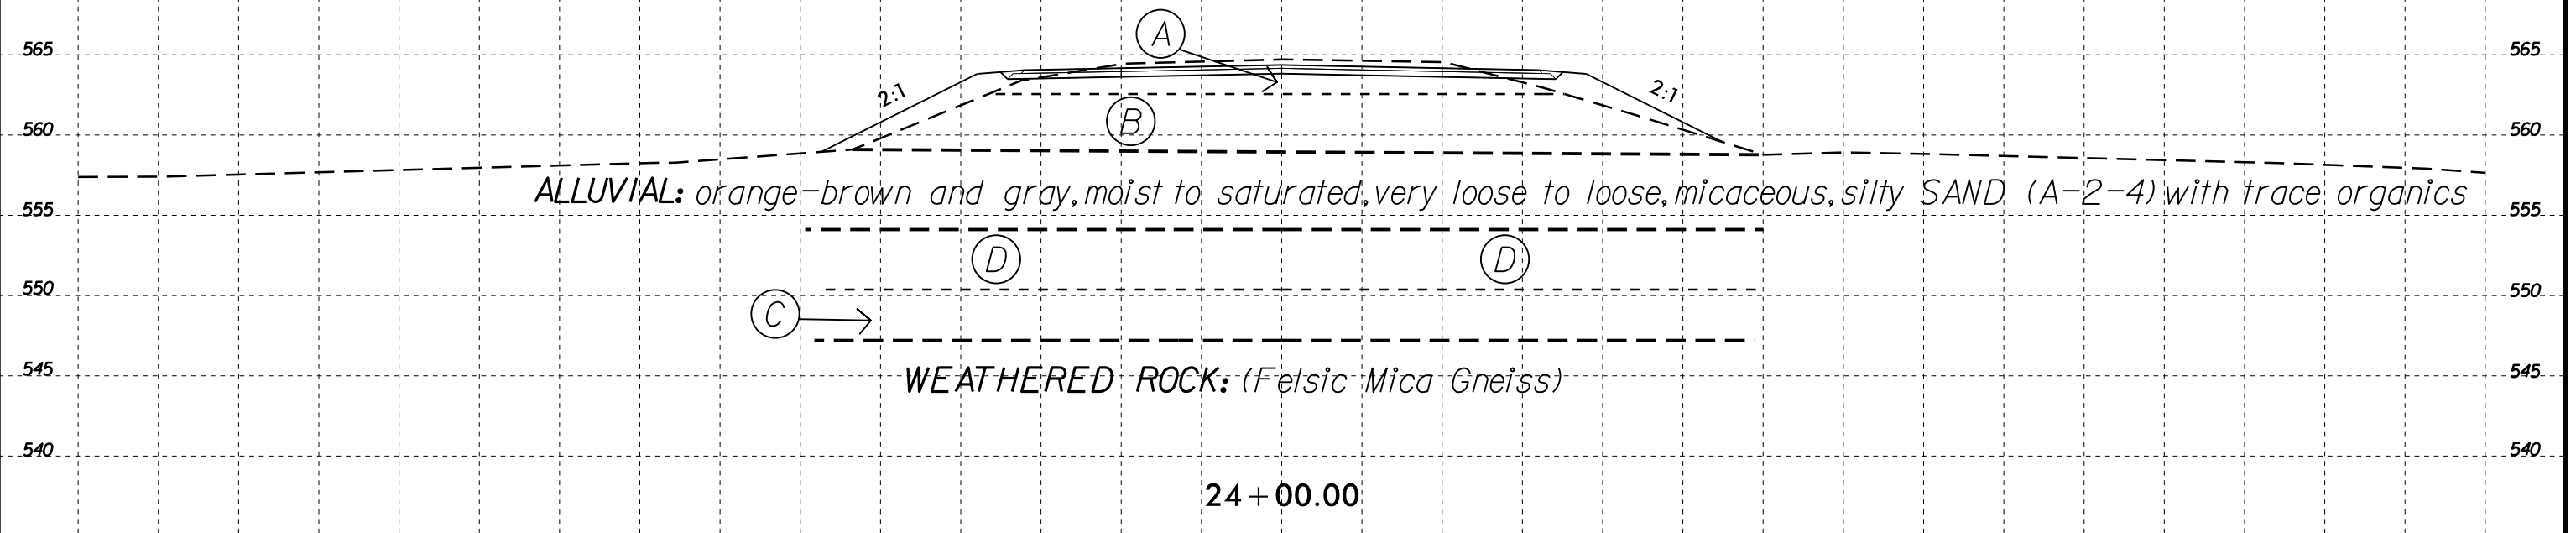 A
565 565
2:1 2:1
B
560 560
ALLUVIAL: orange-brown and gray, moist to saturated, very loose to loose, micaceous, silty SAND (A-2-4) with trace organics
555 555
D D
550 550
C
WEATHERED ROCK: (Felsic Mica Gneiss)
545 545
540 540
24+00.00